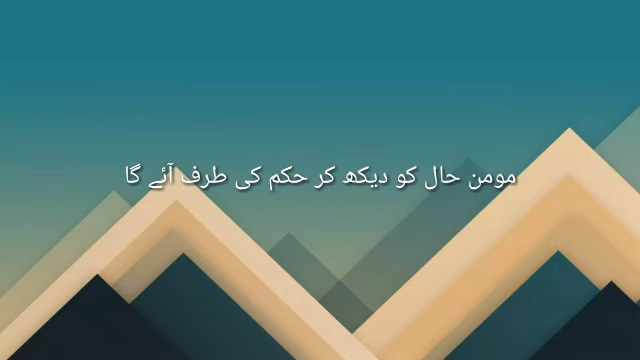 مومن حال کو دیکھ کر حکم کی طرف آئے گا